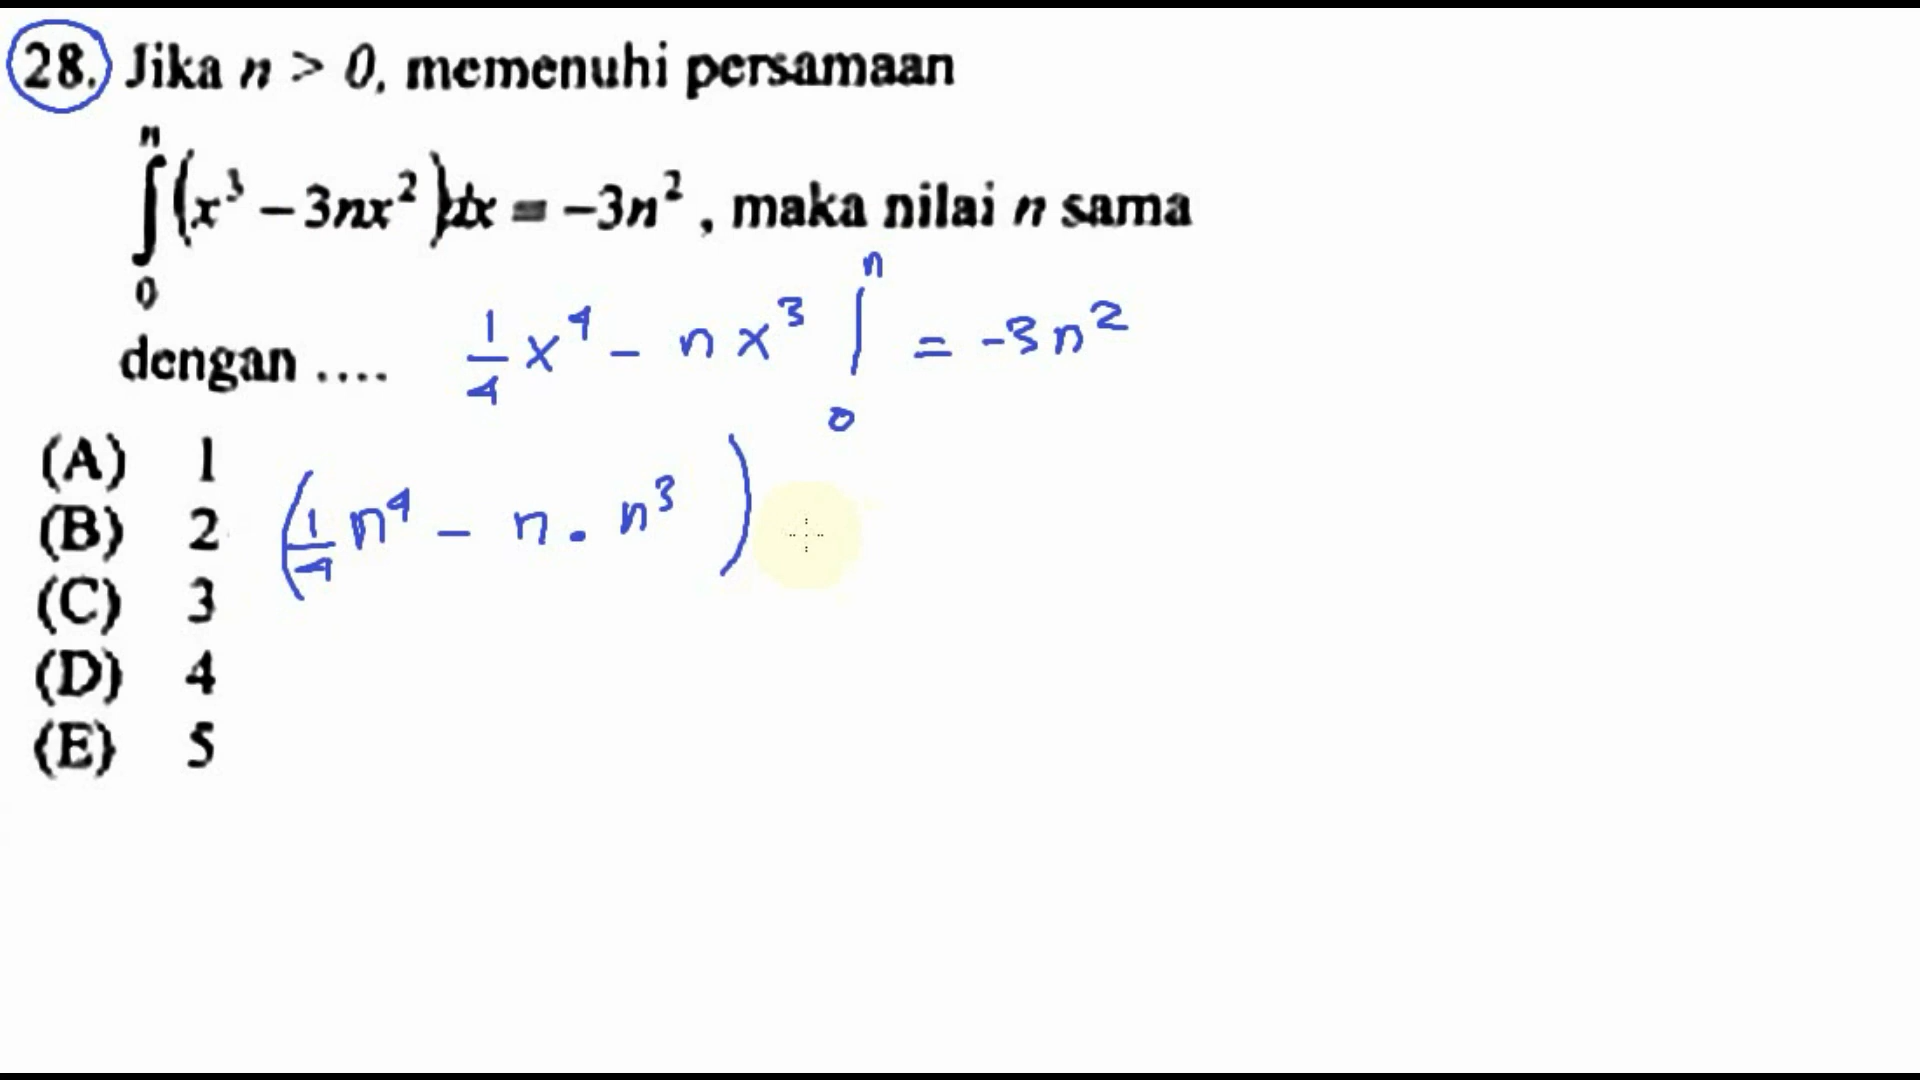 28. Jika n > 0, memenuhi persamaan
∫₀ⁿ (x³ – 3nx²)dx = –3n², maka nilai n sama
dengan ....
1/4 x⁴ - n x³ |₀ⁿ = -3n²
(A) 1
(B) 2
(1/4 n⁴ - n . n³)
(C) 3
(D) 4
(E) 5